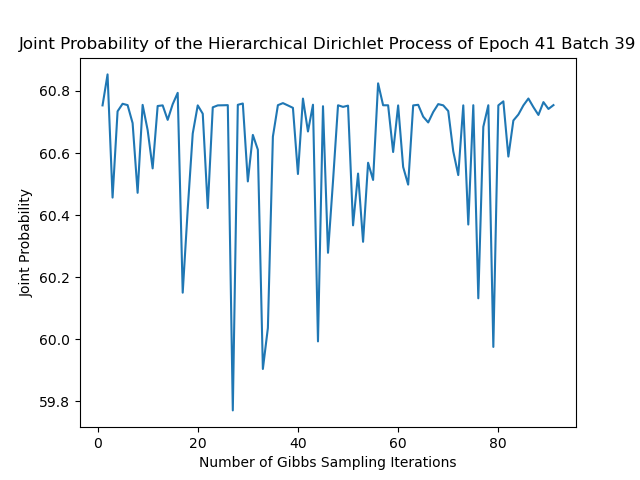 Joint Probability of the Hierarchical Dirichlet Process of Epoch 41 Batch 39
60.8
60.6
60.4
60.2
60.0
59.8
Joint Probability
0 20 40 60 80
Number of Gibbs Sampling Iterations